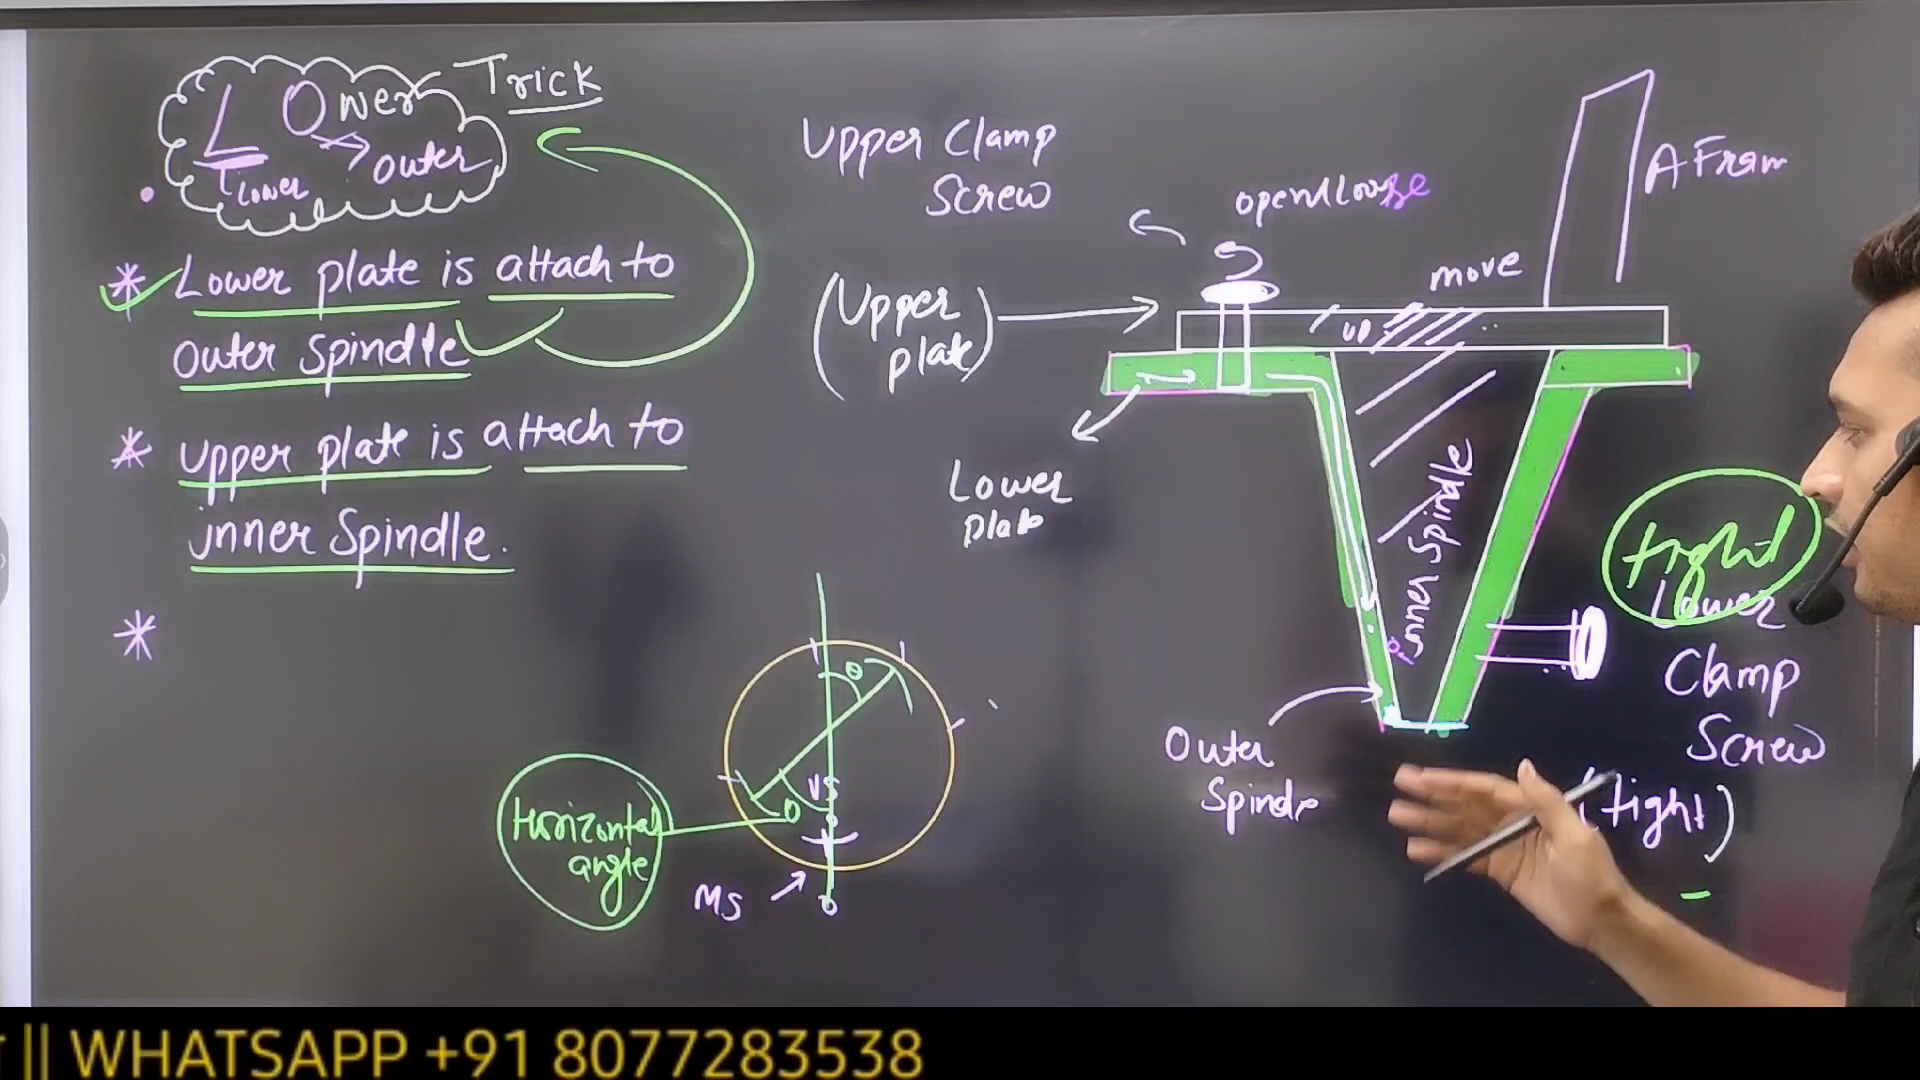 LOwer Trick
Lower → outer
* Lower plate is attach to
outer Spindle
* upper plate is attach to
inner Spindle.
*
Upper Clamp
Screw
open/louse
A Fram
move
(Upper
plate)
up
Lower
plate
inner Spindle
tight
Lower
Clamp
Screw
(tight)
Outer
Spindle
θ
VS
θ
Horizontal
angle
MS
|| WHATSAPP +91 8077283538